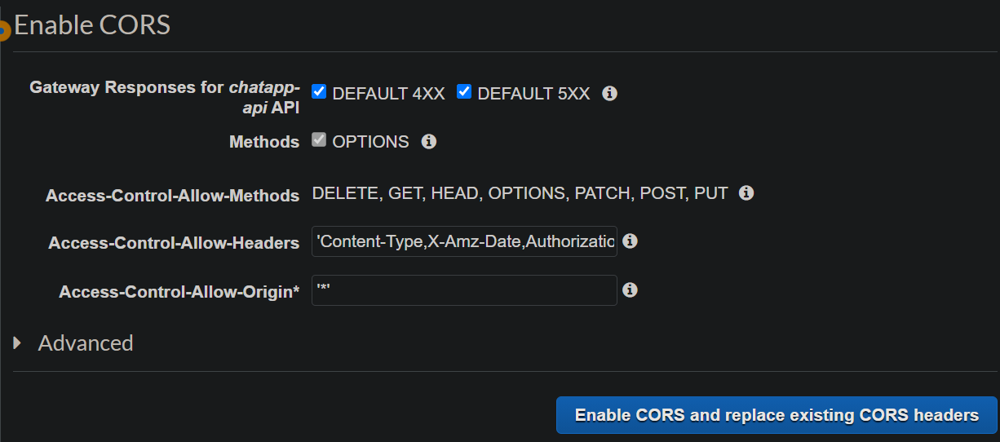 Enable CORS
Gateway Responses for chatapp-
api API
DEFAULT 4XX DEFAULT 5XX
Methods OPTIONS
Access-Control-Allow-Methods DELETE, GET, HEAD, OPTIONS, PATCH, POST, PUT
Access-Control-Allow-Headers 'Content-Type,X-Amz-Date,Authorizatio
Access-Control-Allow-Origin* '*'
Advanced
Enable CORS and replace existing CORS headers